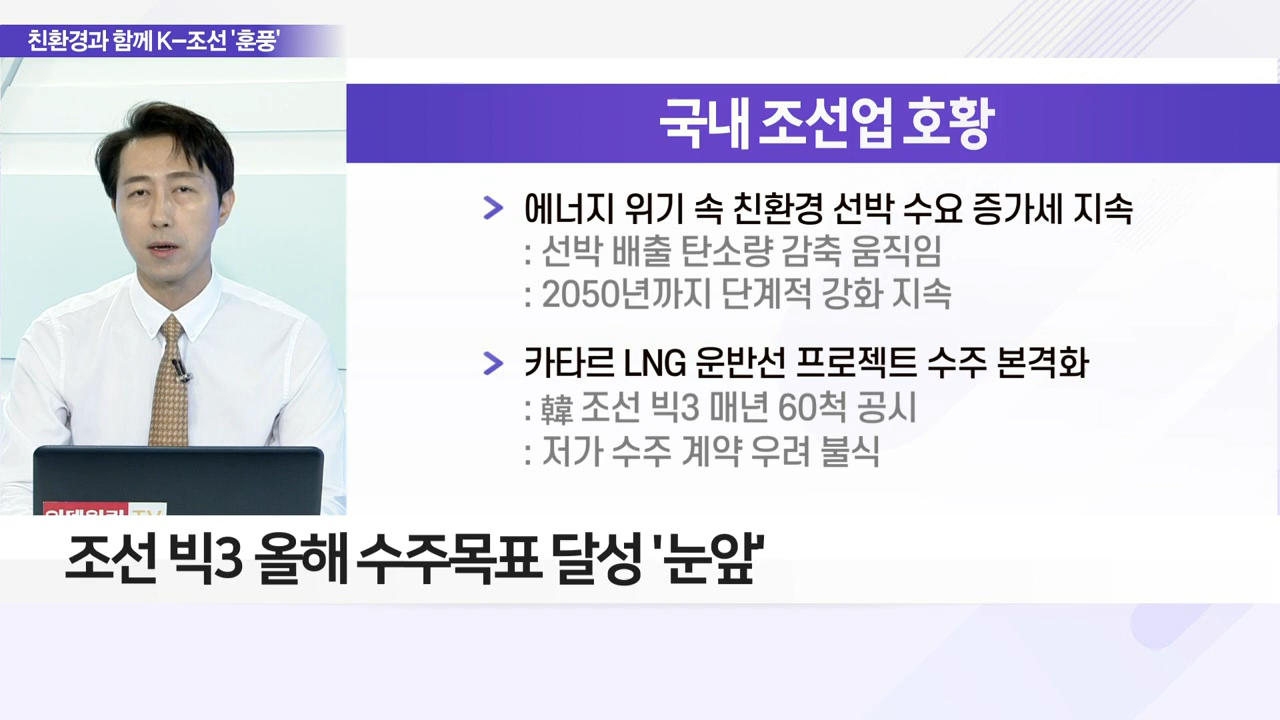 친환경과 함께 K-조선 '훈풍'
국내 조선업 호황
에너지 위기 속 친환경 선박 수요 증가세 지속
: 선박 배출 탄소량 감축 움직임
: 2050년까지 단계적 강화 지속
카타르 LNG 운반선 프로젝트 수주 본격화
: 韓 조선 빅3 매년 60척 공시
: 저가 수주 계약 우려 불식
이데일리 TV
조선 빅3 올해 수주목표 달성 '눈앞'